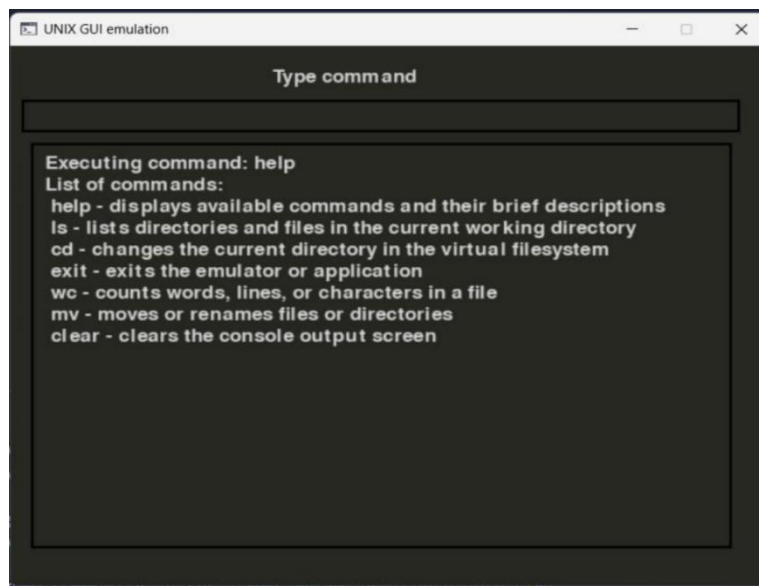 UNIX GUI emulation
Type command
Executing command: help
List of commands:
help - displays available commands and their brief descriptions
ls - lists directories and files in the current working directory
cd - changes the current directory in the virtual filesystem
exit - exits the emulator or application
wc - counts words, lines, or characters in a file
mv - moves or renames files or directories
clear - clears the console output screen